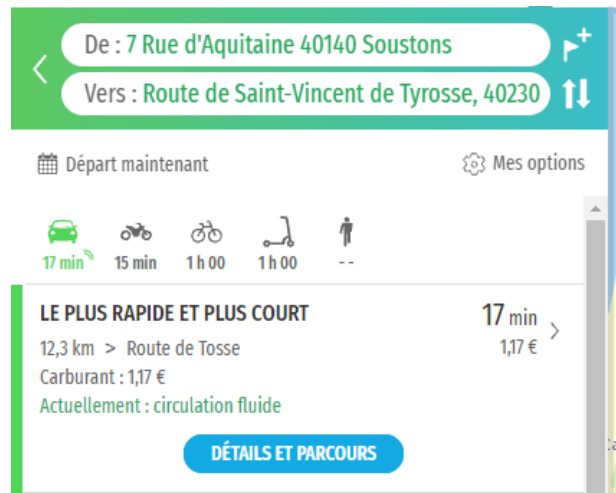 De : 7 Rue d'Aquitaine 40140 Soustons
Vers : Route de Saint-Vincent de Tyrosse, 40230
Départ maintenant
Mes options
17 min
15 min
1 h 00
1 h 00
- -
LE PLUS RAPIDE ET PLUS COURT
17 min
12,3 km > Route de Tosse
1,17 €
Carburant : 1,17 €
Actuellement : circulation fluide
DÉTAILS ET PARCOURS